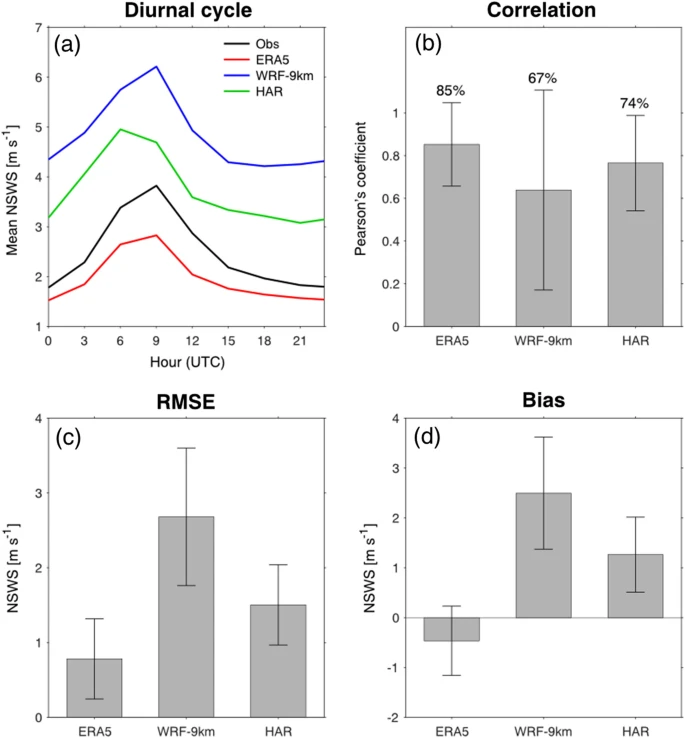 Diurnal cycle
(a)
Obs
ERA5
WRF-9km
HAR
7
6
5
4
3
2
1
Mean NSWS [m s-1]
0 3 6 9 12 15 18 21
Hour (UTC)
Correlation
(b)
85%
67%
74%
1
0.8
0.6
0.4
0.2
0
Pearson's coefficient
ERA5 WRF-9km HAR
RMSE
(c)
4
3
2
1
0
NSWS [m s-1]
ERA5 WRF-9km HAR
Bias
(d)
4
3
2
1
0
-1
-2
NSWS [m s-1]
ERA5 WRF-9km HAR